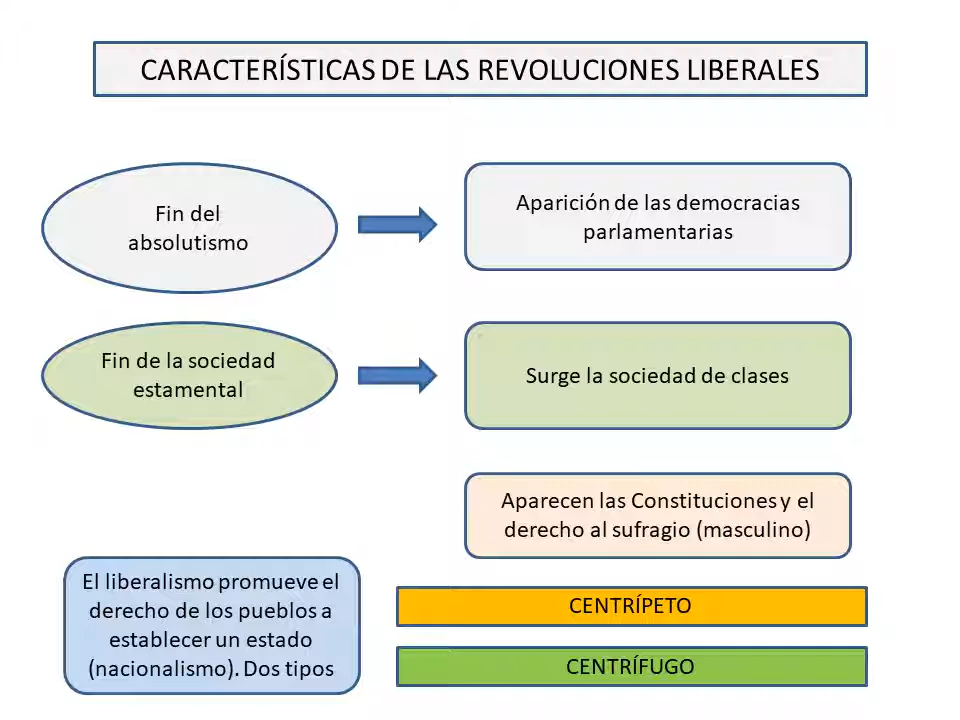 CARACTERÍSTICAS DE LAS REVOLUCIONES LIBERALES
Fin del
absolutismo
Aparición de las democracias
parlamentarias
Fin de la sociedad
estamental
Surge la sociedad de clases
Aparecen las Constituciones y el
derecho al sufragio (masculino)
El liberalismo promueve el
derecho de los pueblos a
establecer un estado
(nacionalismo). Dos tipos
CENTRÍPETO
CENTRÍFUGO